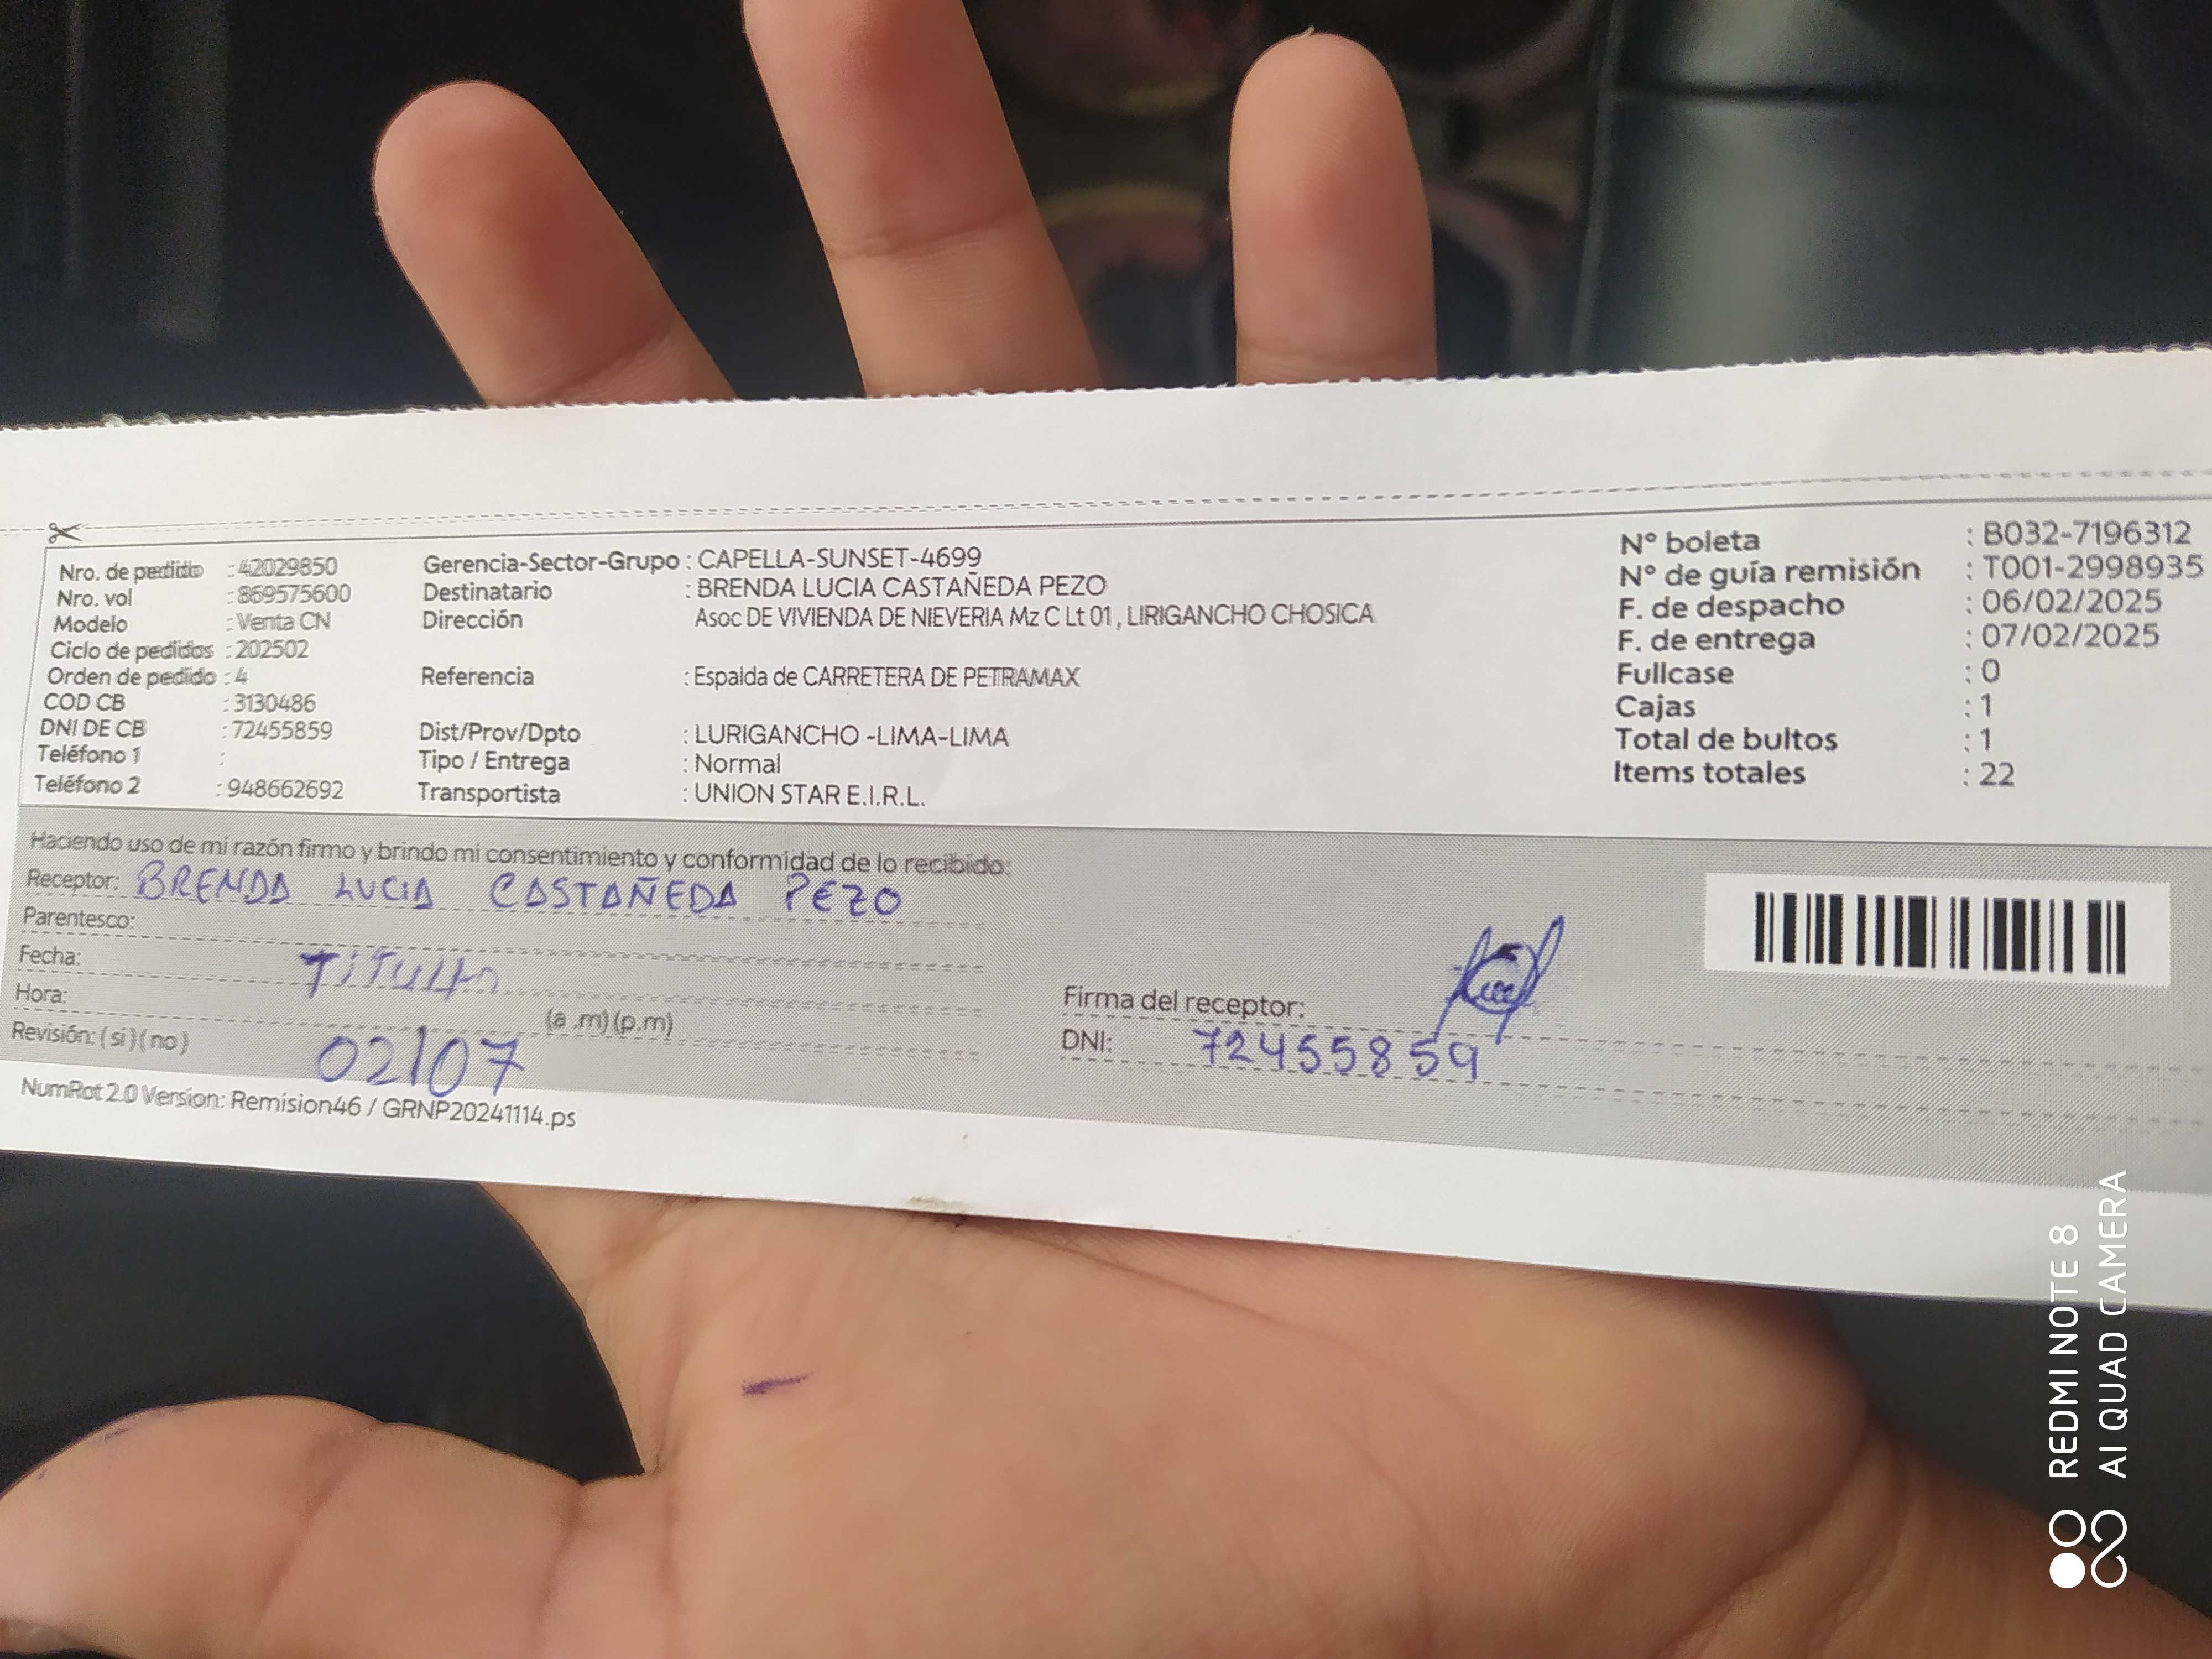 Nro. de pedido : 42029850
Nro. vol : 869575600
Modelo : Venta CN
Ciclo de pedidos : 202502
Orden de pedido : 4
COD CB : 3130486
DNI DE CB : 72455859
Teléfono 1 :
Teléfono 2 : 948662692
Gerencia-Sector-Grupo : CAPELLA-SUNSET-4699
Destinatario : BRENDA LUCIA CASTAÑEDA PEZO
Dirección Asoc DE VIVIENDA DE NIEVERIA Mz C Lt 01 , LIRIGANCHO CHOSICA
Referencia : Espalda de CARRETERA DE PETRAMAX
Dist/Prov/Dpto : LURIGANCHO -LIMA-LIMA
Tipo / Entrega : Normal
Transportista : UNION STAR E.I.R.L.
N° boleta : B032-7196312
N° de guía remisión : T001-2998935
F. de despacho : 06/02/2025
F. de entrega : 07/02/2025
Fullcase : 0
Cajas : 1
Total de bultos : 1
Items totales : 22
Haciendo uso de mi razón firmo y brindo mi consentimiento y conformidad de lo recibido:
Receptor: BRENDA LUCIA CASTAÑEDA PEZO
Parentesco:
Fecha:
Hora: (a .m) (p.m)
Revisión: ( si ) ( no ) 02/07
Firma del receptor:
DNI: 72455859
NumRot 2.0 Version: Remision46 / GRNP20241114.ps
REDMI NOTE 8
AI QUAD CAMERA